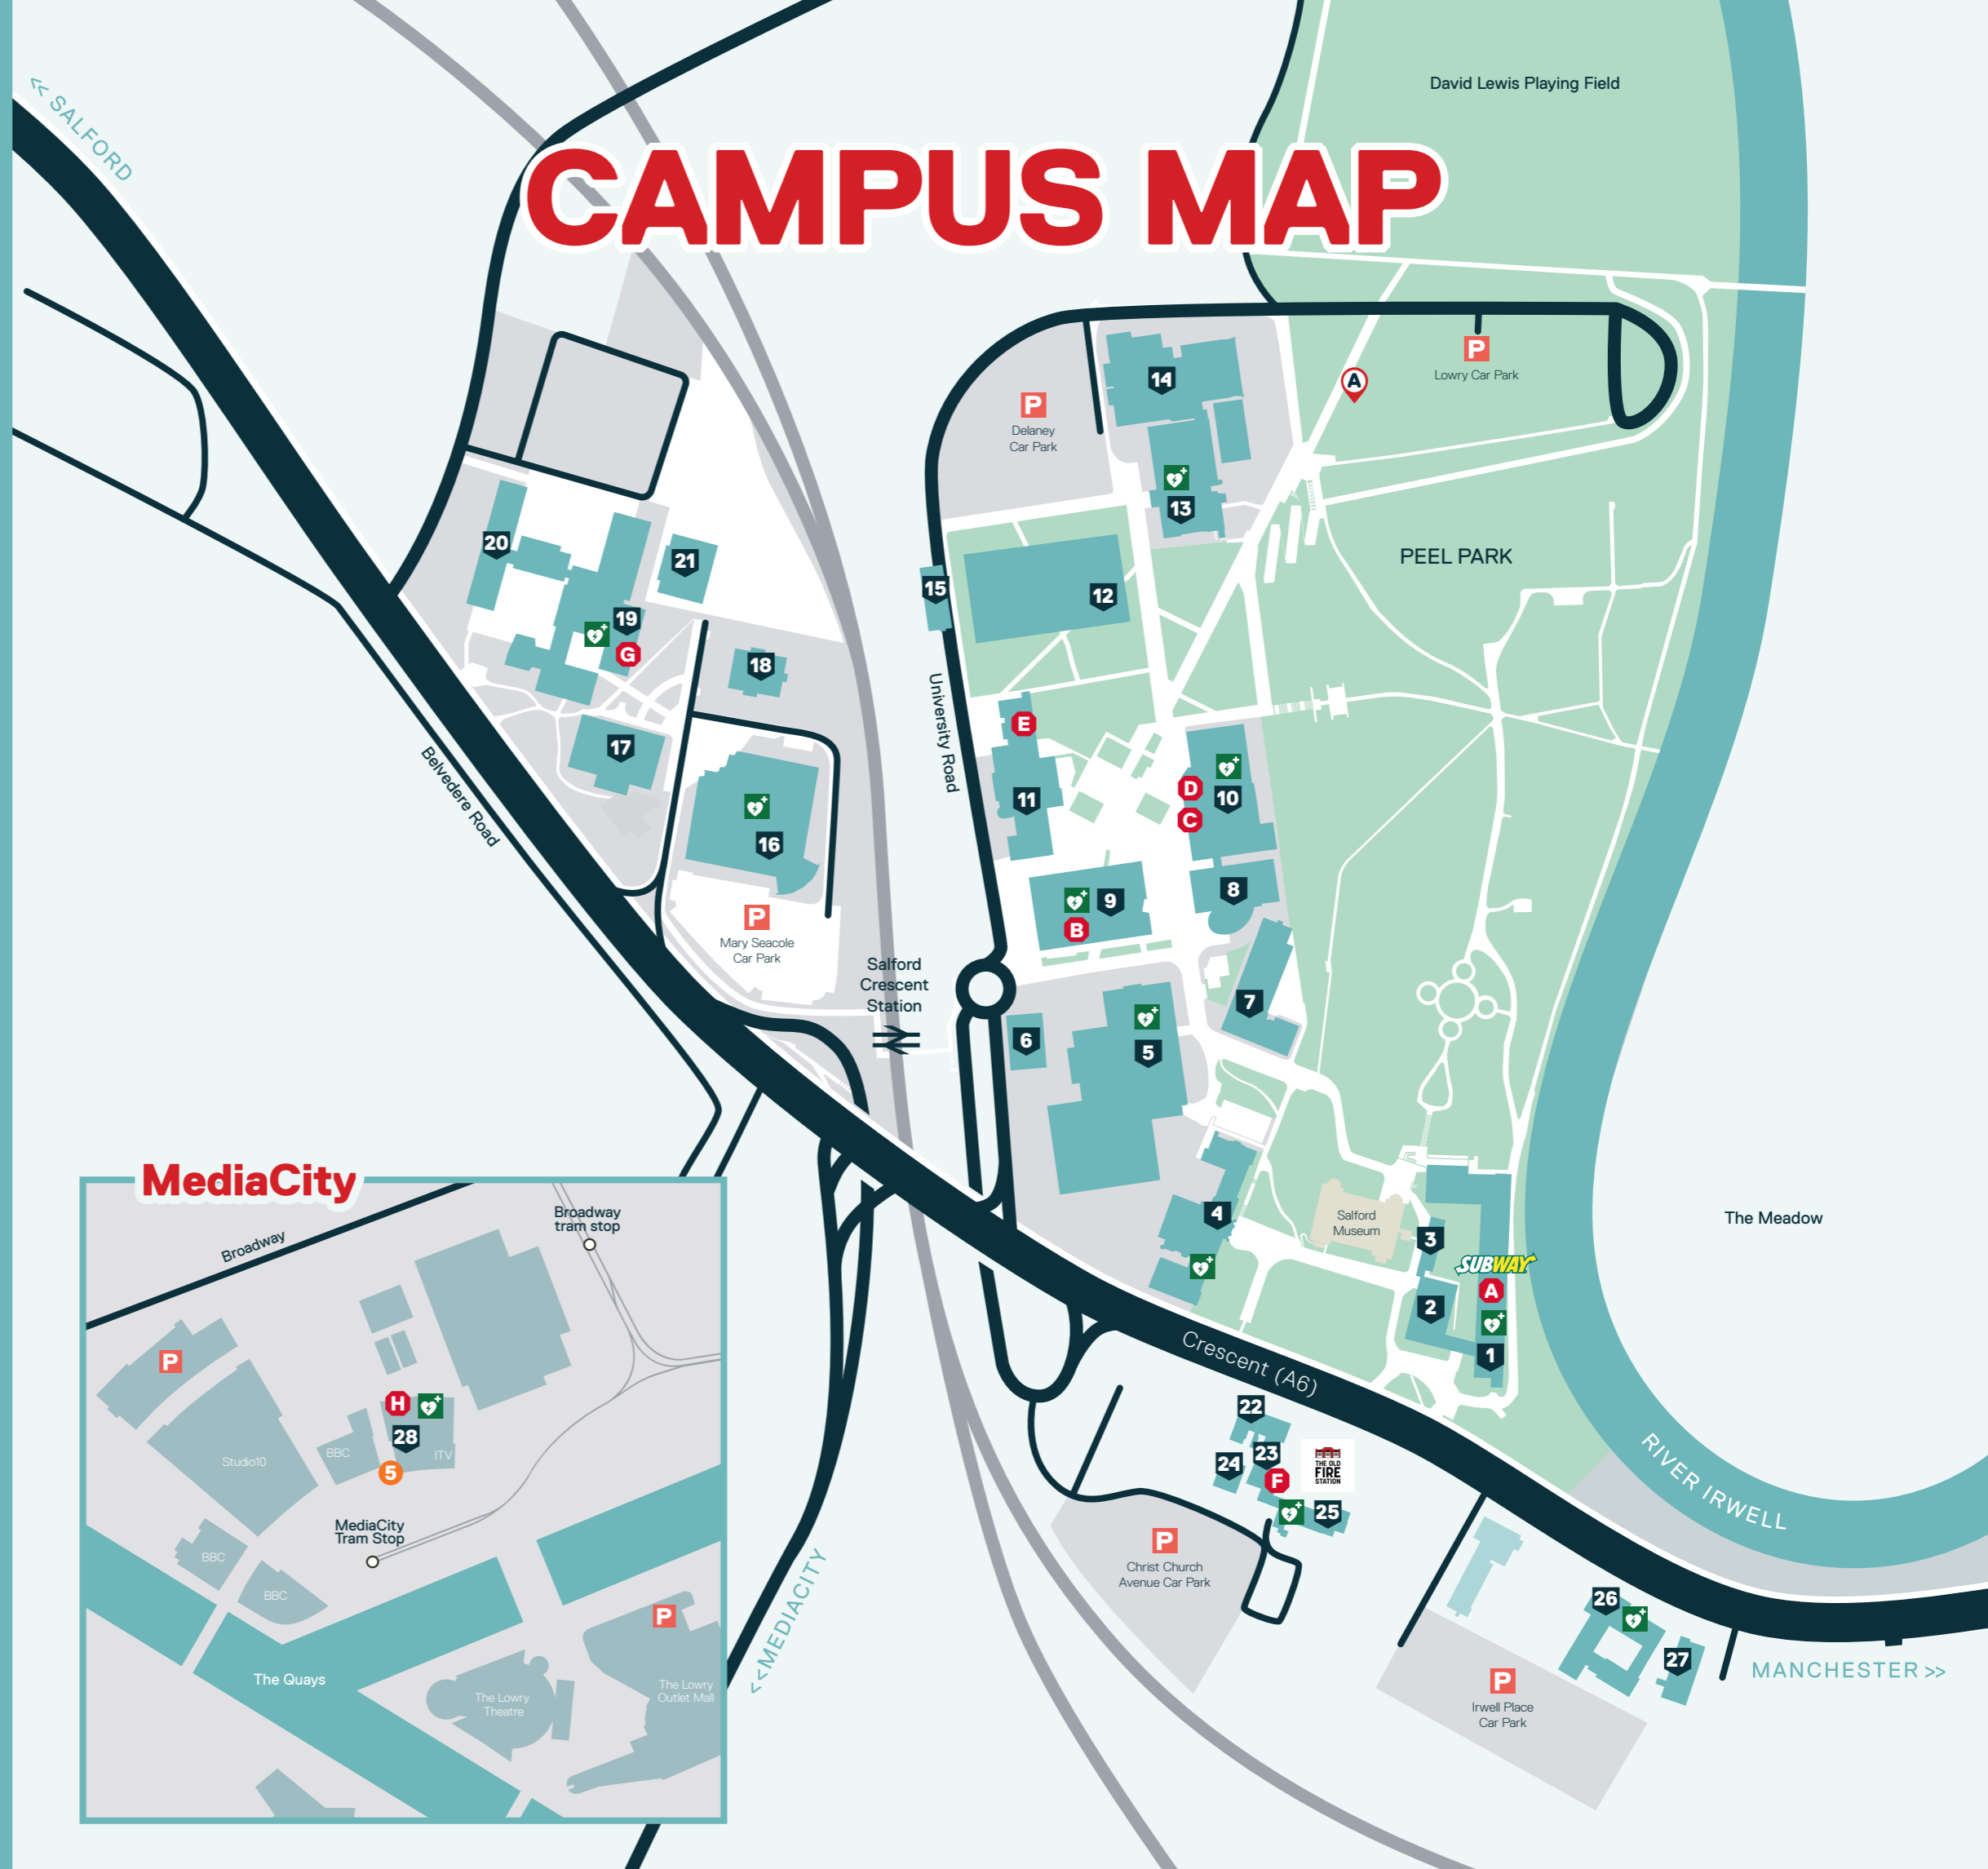 << SALFORD
David Lewis Playing Field
CAMPUS MAP
P
Lowry Car Park
A
14
P
Delaney
Car Park
13
PEEL PARK
20
21
15
12
19
G
18
University Road
E
17
Belvedere Road
10
D
C
11
16
8
9
B
P
Mary Seacole
Car Park
Salford
Crescent
Station
7
6
5
4
Salford
Museum
3
The Meadow
SUBWAY
A
2
1
Crescent (A6)
RIVER IRWELL
22
23
24
THE OLD
FIRE
STATION
F
25
P
Christ Church
Avenue Car Park
26
27
P
Irwell Place
Car Park
MANCHESTER >>
<<MEDIACITY
MediaCity
Broadway
tram stop
Broadway
P
H
28
BBC
ITV
Studio10
5
MediaCity
Tram Stop
BBC
BBC
P
The Quays
The Lowry
Outlet Mall
The Lowry
Theatre